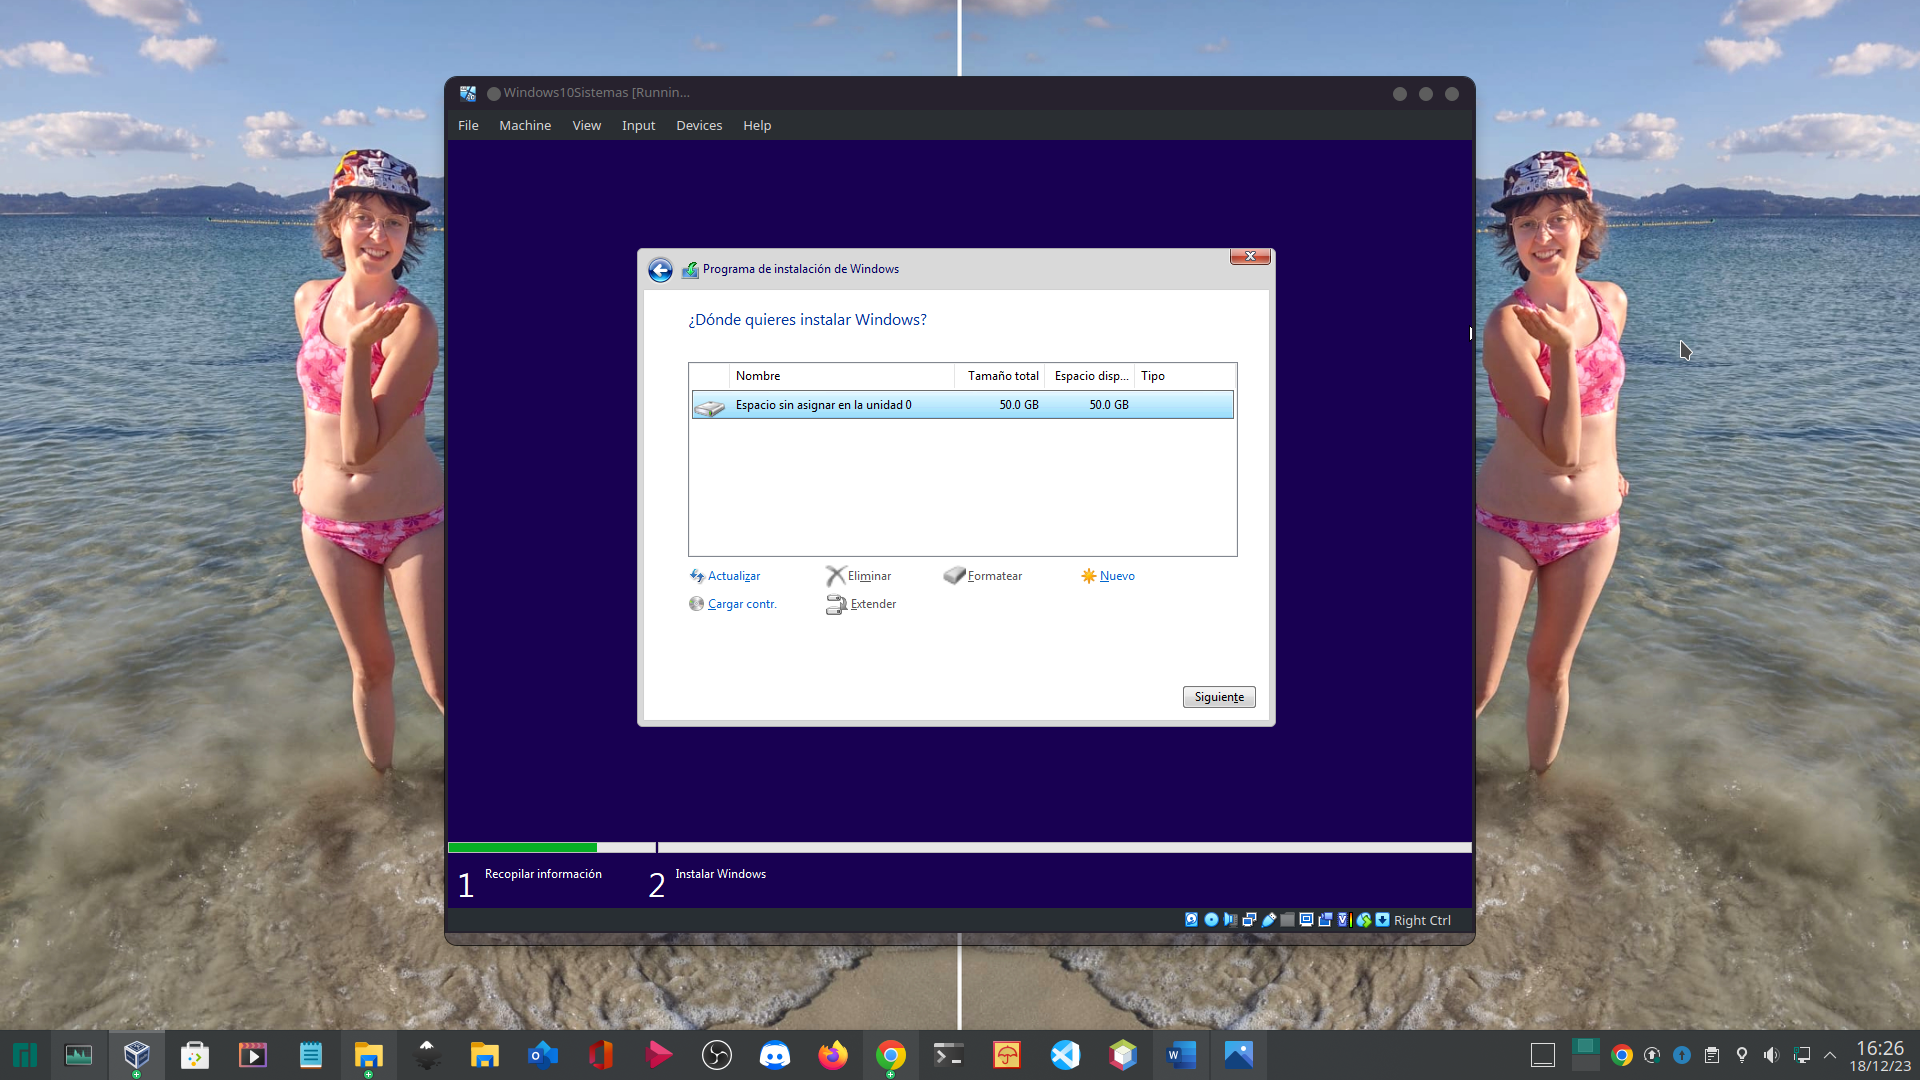 Windows10Sistemas [Runnin...
File Machine View Input Devices Help
Programa de instalación de Windows
¿Dónde quieres instalar Windows?
Nombre Tamaño total Espacio disp... Tipo
Espacio sin asignar en la unidad 0 50.0 GB 50.0 GB
Actualizar Eliminar Formatear Nuevo
Cargar contr. Extender
Siguiente
1 Recopilar información 2 Instalar Windows
Right Ctrl
16:26
18/12/23